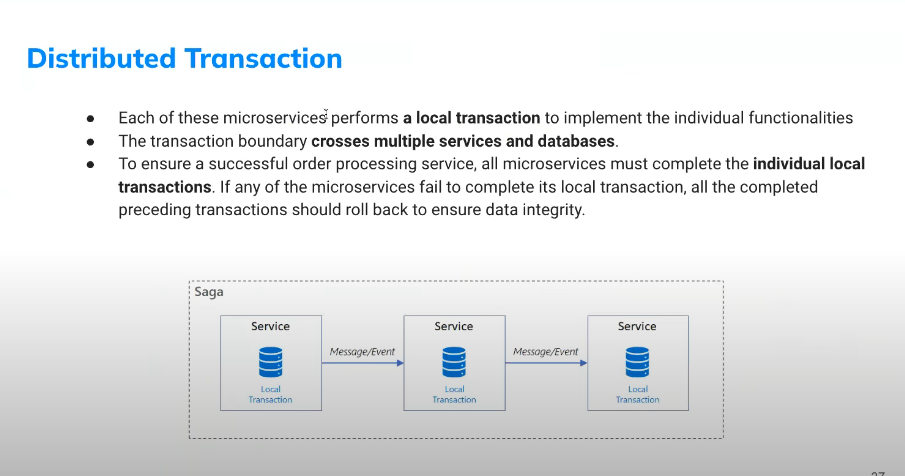 Distributed Transaction
● Each of these microservices performs a local transaction to implement the individual functionalities
● The transaction boundary crosses multiple services and databases.
● To ensure a successful order processing service, all microservices must complete the individual local
transactions. If any of the microservices fail to complete its local transaction, all the completed
preceding transactions should roll back to ensure data integrity.
Saga
Service
Local
Transaction
Message/Event
Service
Local
Transaction
Message/Event
Service
Local
Transaction